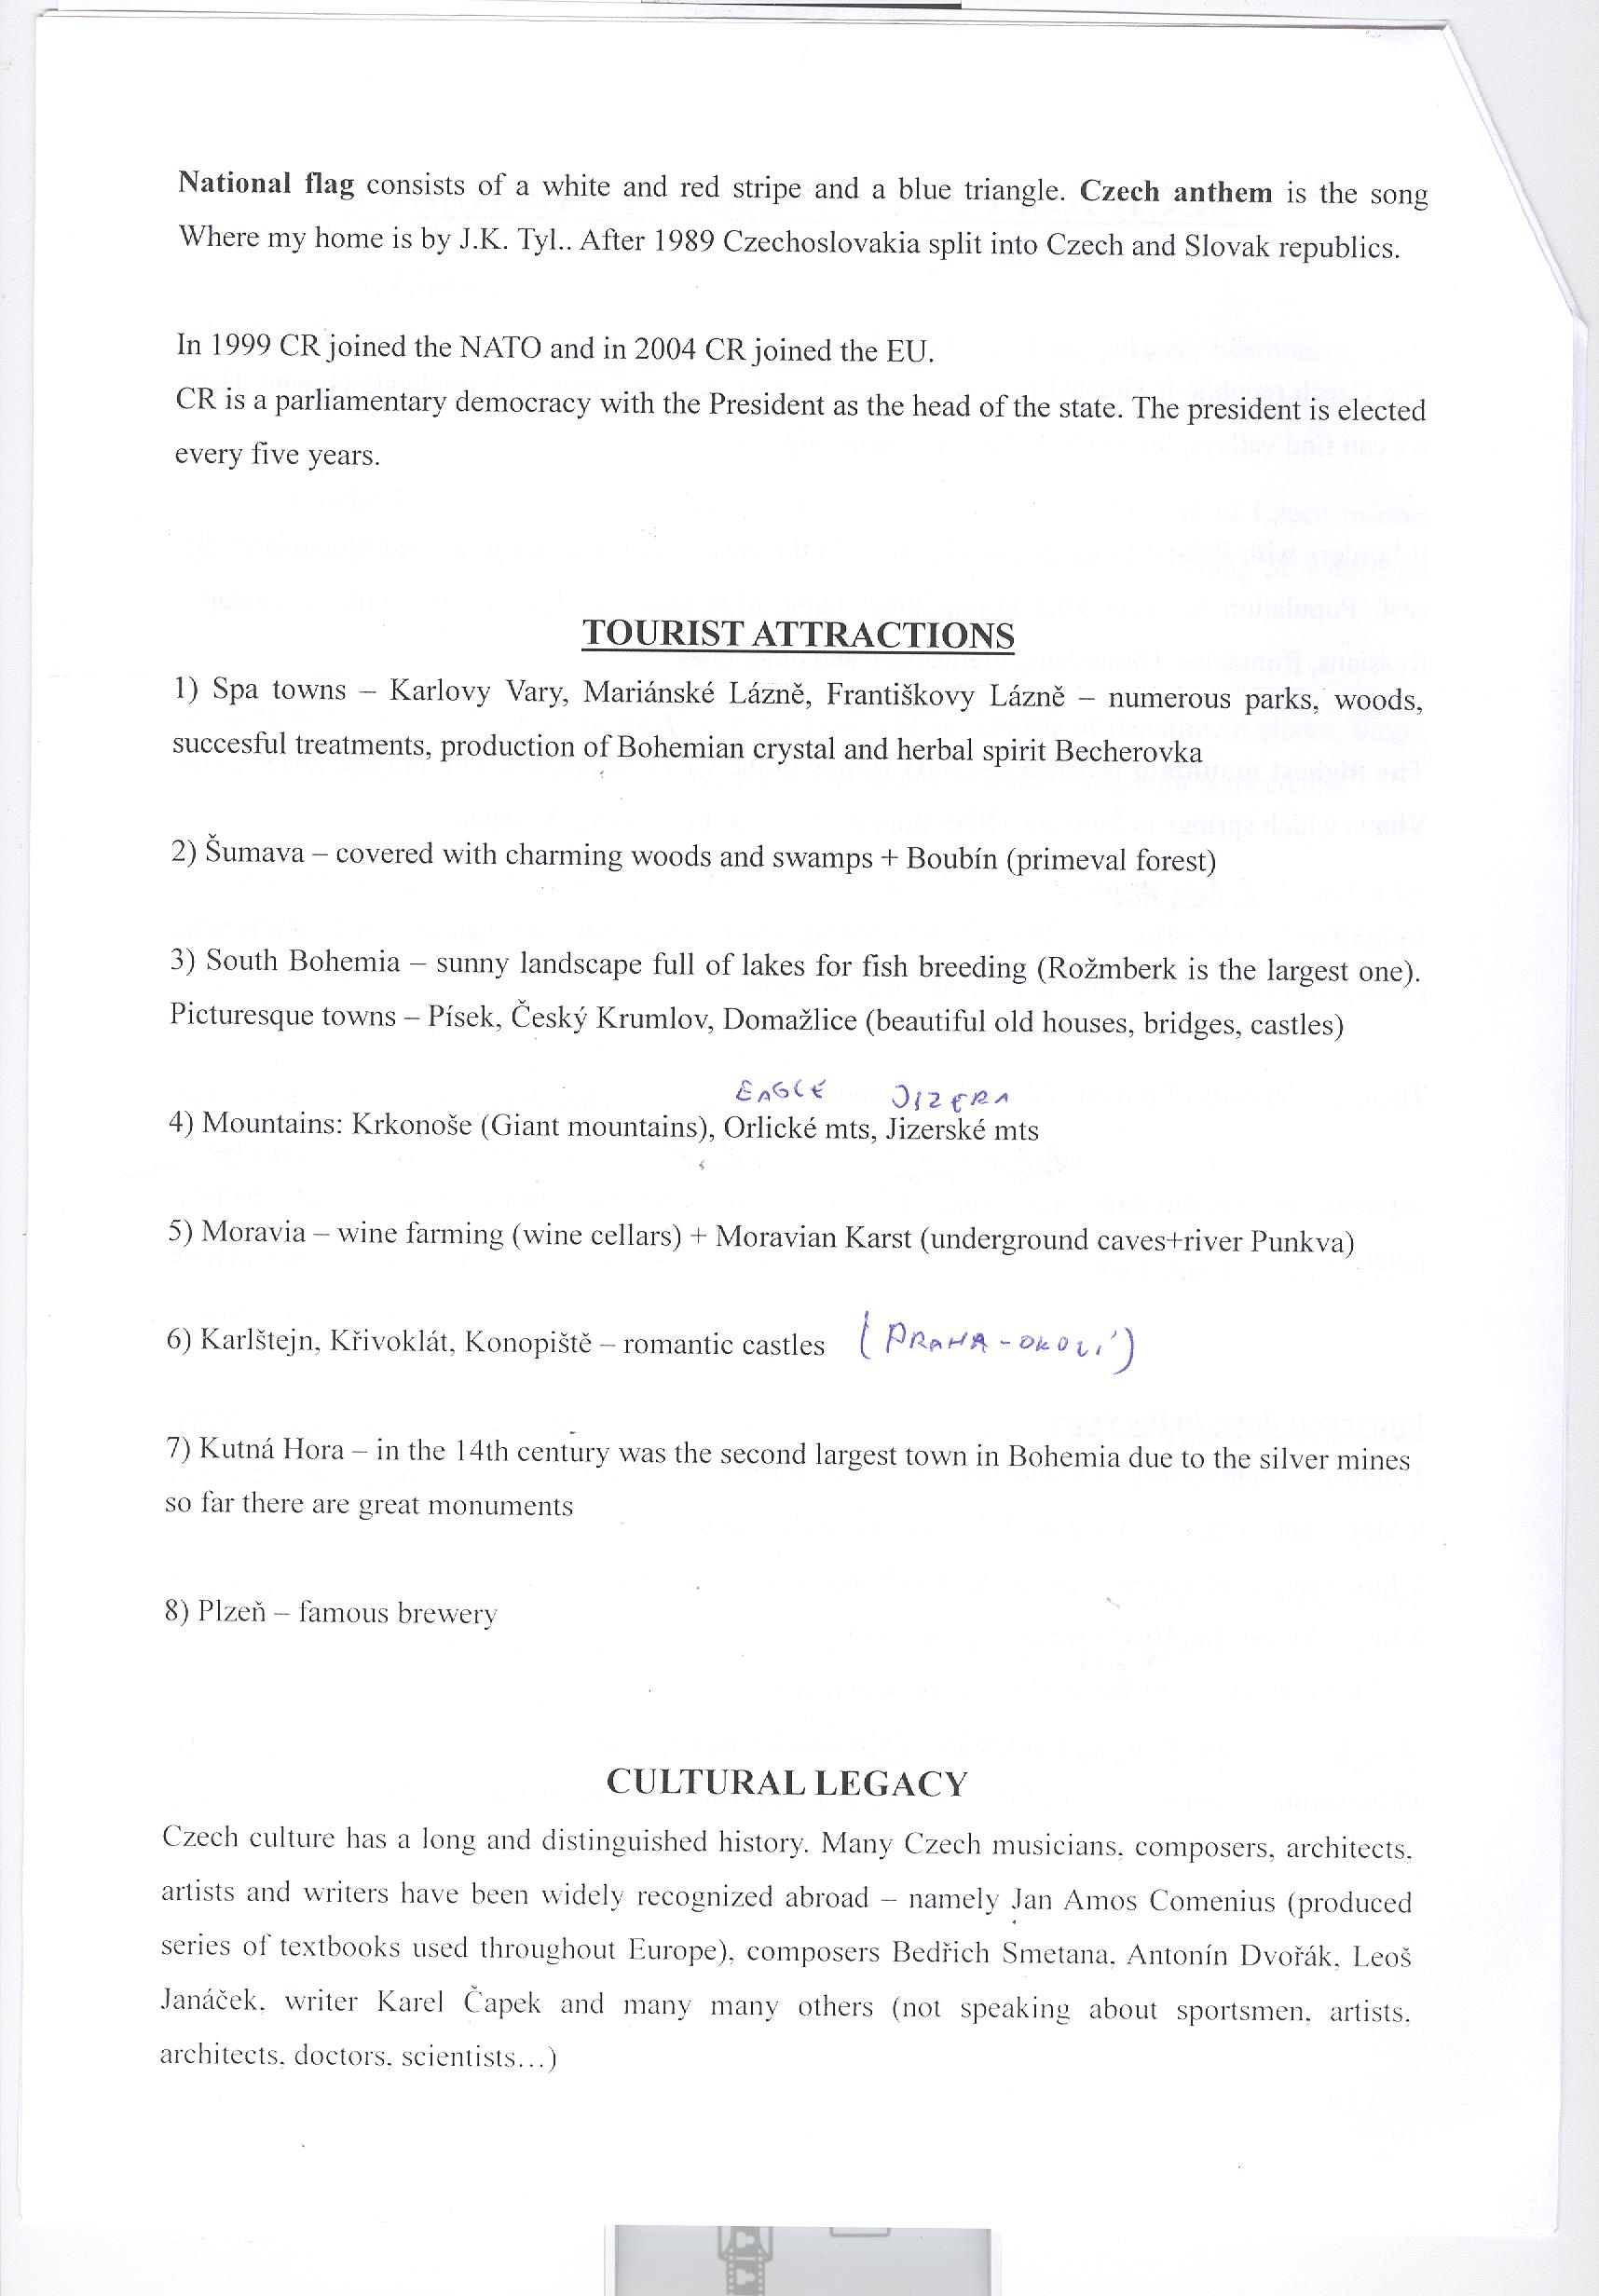 National flag consists of a white and red stripe and a blue triangle. Czech anthem is the song
Where my home is by J.K. Tyl.. After 1989 Czechoslovakia split into Czech and Slovak republics.
In 1999 CR joined the NATO and in 2004 CR joined the EU.
CR is a parliamentary democracy with the President as the head of the state. The president is elected
every five years.
TOURIST ATTRACTIONS
1) Spa towns – Karlovy Vary, Mariánské Lázně, Františkovy Lázně – numerous parks, woods,
succesful treatments, production of Bohemian crystal and herbal spirit Becherovka
2) Šumava – covered with charming woods and swamps + Boubín (primeval forest)
3) South Bohemia – sunny landscape full of lakes for fish breeding (Rožmberk is the largest one).
Picturesque towns – Písek, Český Krumlov, Domažlice (beautiful old houses, bridges, castles)
EAGLE JIZERA
4) Mountains: Krkonoše (Giant mountains), Orlické mts, Jizerské mts
5) Moravia – wine farming (wine cellars) + Moravian Karst (underground caves+river Punkva)
6) Karlštejn, Křivoklát, Konopiště – romantic castles (PRAHA-OKOLÍ)
7) Kutná Hora – in the 14th century was the second largest town in Bohemia due to the silver mines
so far there are great monuments
8) Plzeň – famous brewery
CULTURAL LEGACY
Czech culture has a long and distinguished history. Many Czech musicians, composers, architects,
artists and writers have been widely recognized abroad – namely Jan Amos Comenius (produced
series of textbooks used throughout Europe), composers Bedřich Smetana, Antonín Dvořák, Leoš
Janáček, writer Karel Čapek and many many others (not speaking about sportsmen, artists,
architects, doctors, scientists…)